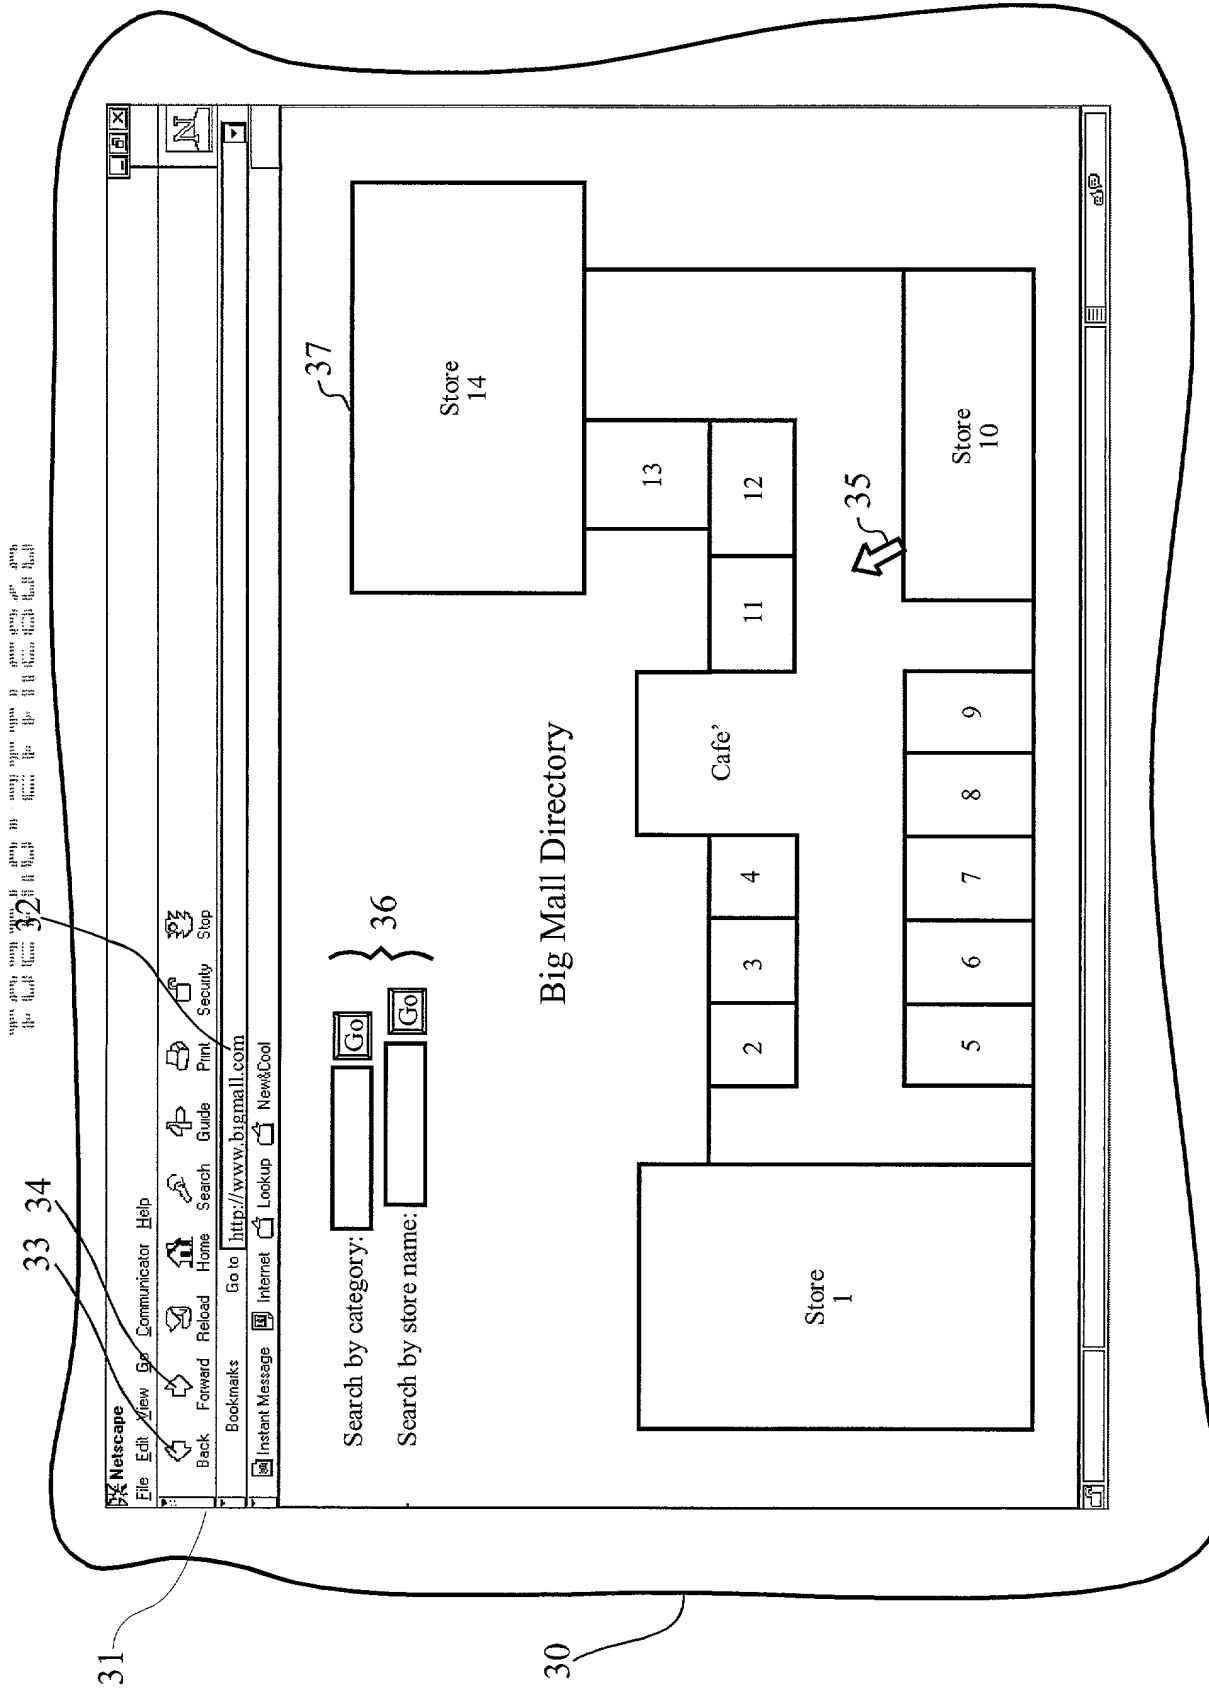 Netscape
File Edit View Go Communicator Help
Back Forward Reload Home Search Guide Print Security Stop
N
Bookmarks Go to http://www.bigmall.com
Instant Message Internet Lookup New&Cool
Search by category: Go
Search by store name: Go
Big Mall Directory
Store
14
13
Cafe'
2 3 4 11 12
Store
1
5 6 7 8 9
Store
10
30
31
32
33
34
35
36
37